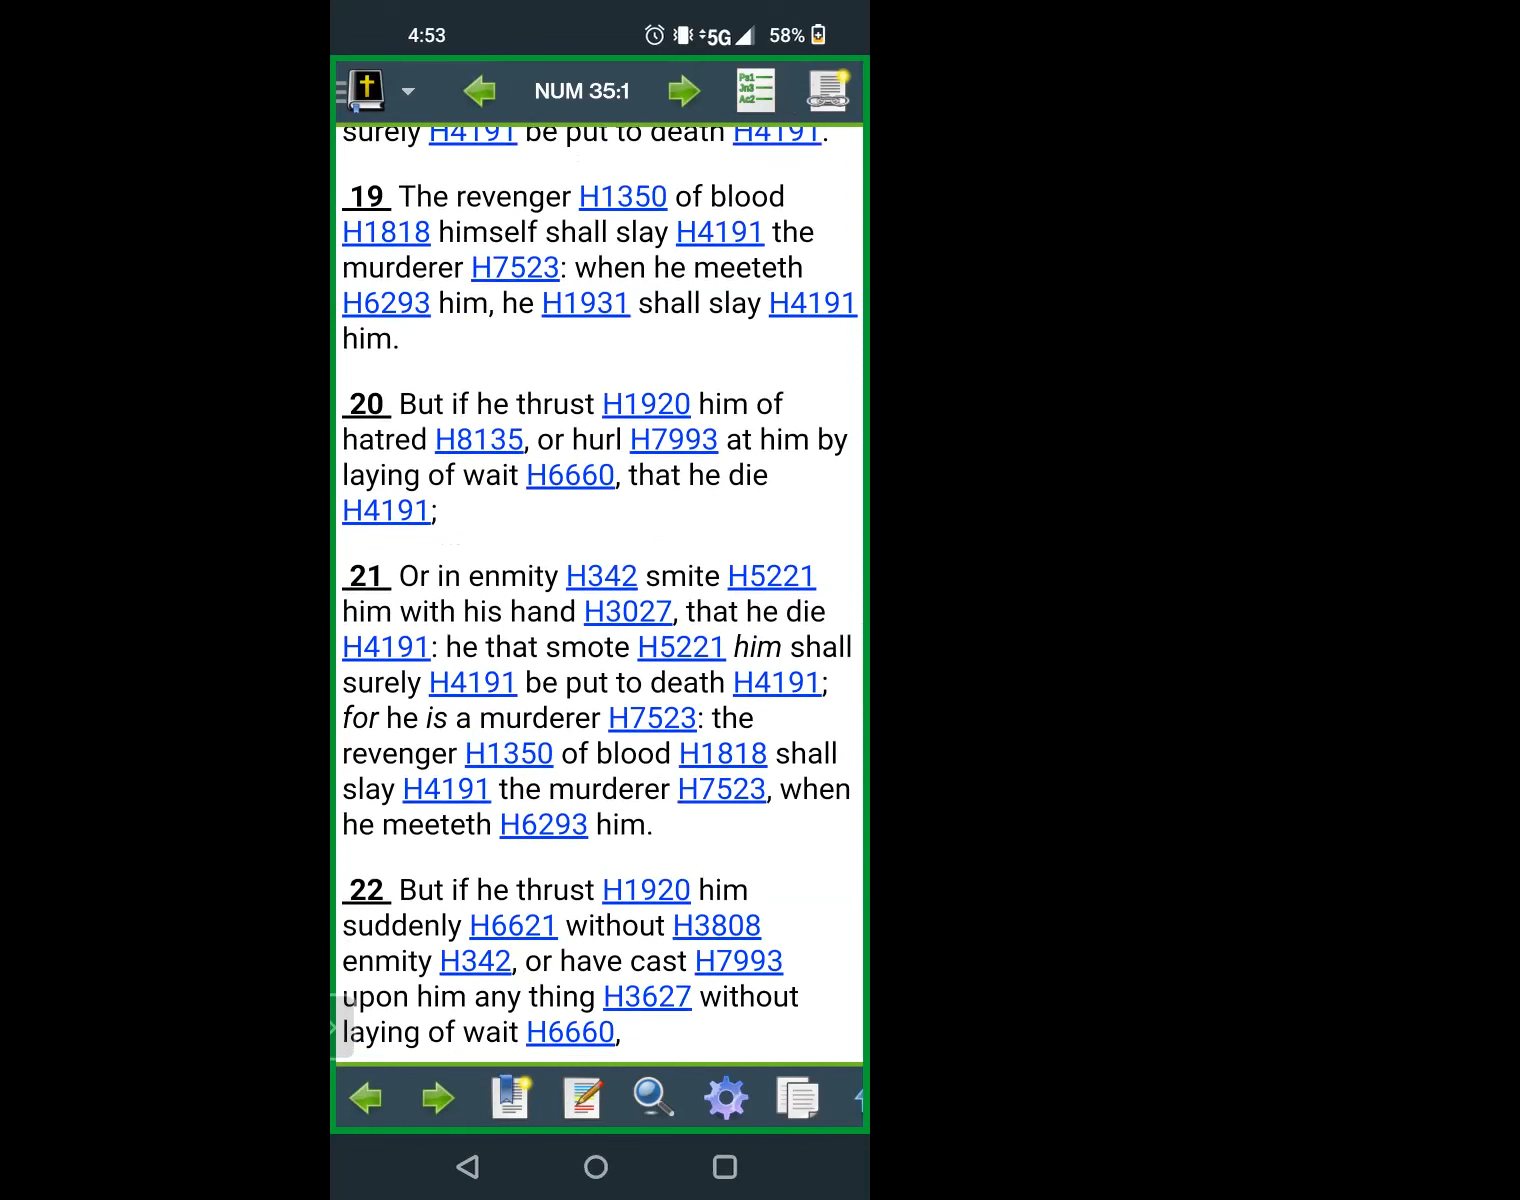 4:53
5G 58%
NUM 35:1
Ps1
Jn3
Ac2
surely H4191 be put to death H4191.
19 The revenger H1350 of blood
H1818 himself shall slay H4191 the
murderer H7523: when he meeteth
H6293 him, he H1931 shall slay H4191
him.
20 But if he thrust H1920 him of
hatred H8135, or hurl H7993 at him by
laying of wait H6660, that he die
H4191;
21 Or in enmity H342 smite H5221
him with his hand H3027, that he die
H4191: he that smote H5221 him shall
surely H4191 be put to death H4191;
for he is a murderer H7523: the
revenger H1350 of blood H1818 shall
slay H4191 the murderer H7523, when
he meeteth H6293 him.
22 But if he thrust H1920 him
suddenly H6621 without H3808
enmity H342, or have cast H7993
upon him any thing H3627 without
laying of wait H6660,